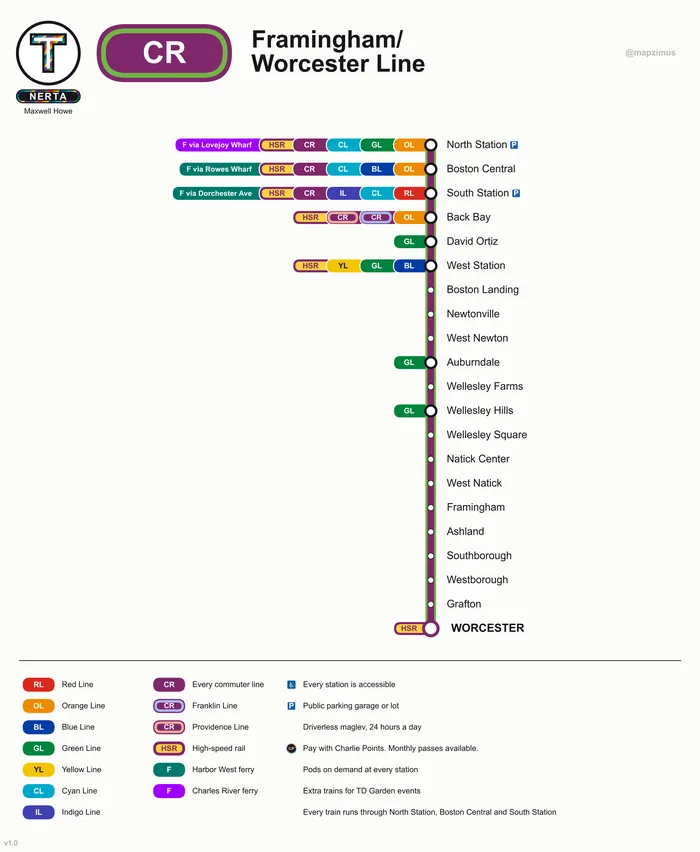 T
NERTA
Maxwell Howe
CR
Framingham/
Worcester Line
@mapzimus
F via Lovejoy Wharf HSR CR CL GL OL North Station P
F via Rowes Wharf HSR CR CL BL OL Boston Central
F via Dorchester Ave HSR CR IL CL RL South Station P
HSR CR CR OL Back Bay
GL David Ortiz
HSR YL GL BL West Station
Boston Landing
Newtonville
West Newton
GL Auburndale
Wellesley Farms
GL Wellesley Hills
Wellesley Square
Natick Center
West Natick
Framingham
Ashland
Southborough
Westborough
Grafton
HSR WORCESTER
RL Red Line
OL Orange Line
BL Blue Line
GL Green Line
YL Yellow Line
CL Cyan Line
IL Indigo Line
CR Every commuter line
CR Franklin Line
CR Providence Line
HSR High-speed rail
F Harbor West ferry
F Charles River ferry
Every station is accessible
P Public parking garage or lot
Driverless maglev, 24 hours a day
CP Pay with Charlie Points. Monthly passes available.
Pods on demand at every station
Extra trains for TD Garden events
Every train runs through North Station, Boston Central and South Station
v1.0